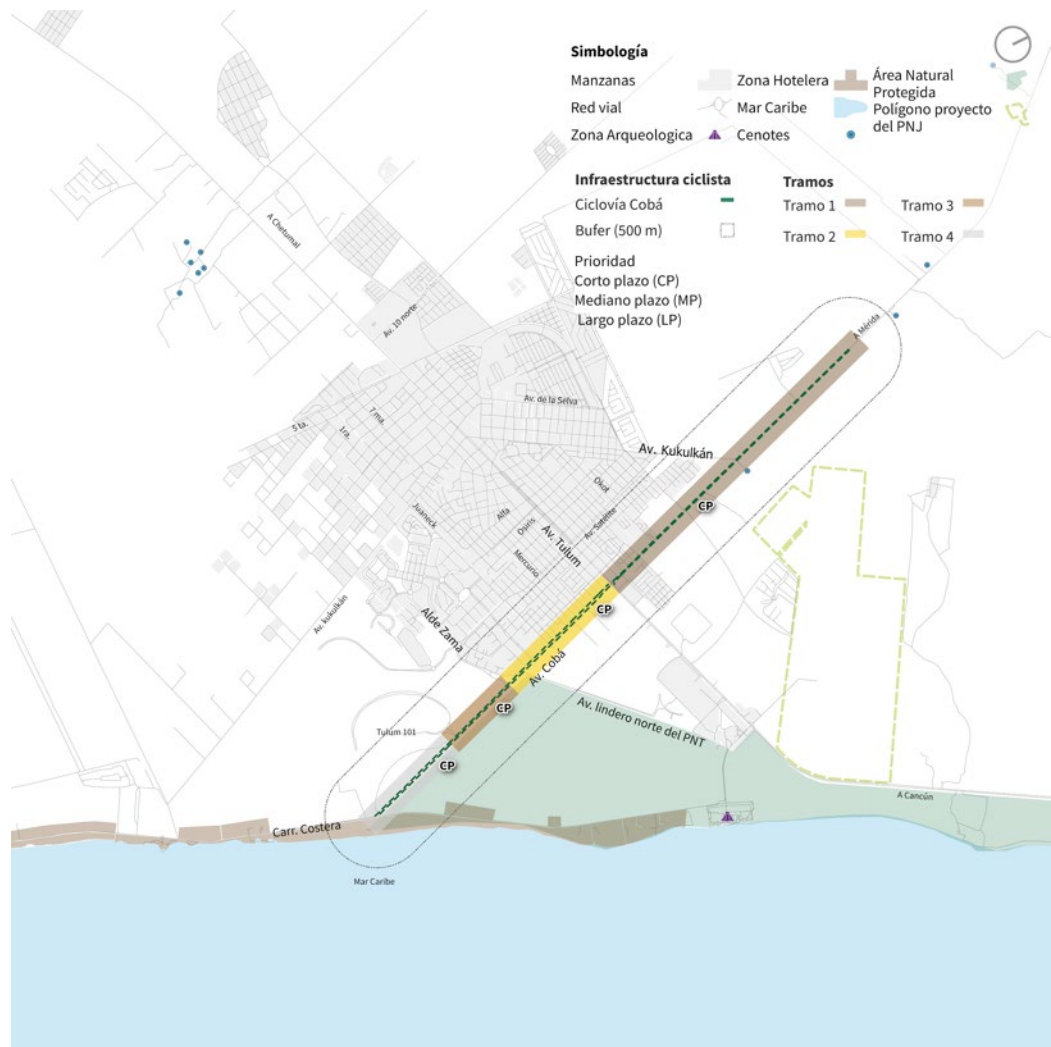 Simbología
Manzanas
Zona Hotelera
Área Natural
Protegida
Red vial
Mar Caribe
Polígono proyecto
del PNJ
Zona Arqueologica
Cenotes
Infraestructura ciclista
Ciclovía Cobá
Bufer (500 m)
Prioridad
Corto plazo (CP)
Mediano plazo (MP)
Largo plazo (LP)
Tramos
Tramo 1
Tramo 3
Tramo 2
Tramo 4
A Chetumal
Av. 10 norte
A Mérida
Av. de la Selva
7 ma.
5 ta.
1ra.
Av. Kukulkán
Okot
CP
Juaneck
Alfa
Osiris
Av. Satélite
Av. Tulum
Mercurio
Av. kukulkán
CP
Alde Zama
Av. Cobá
CP
Av. lindero norte del PNT
Tulum 101
CP
A Cancún
Carr. Costera
Mar Caribe